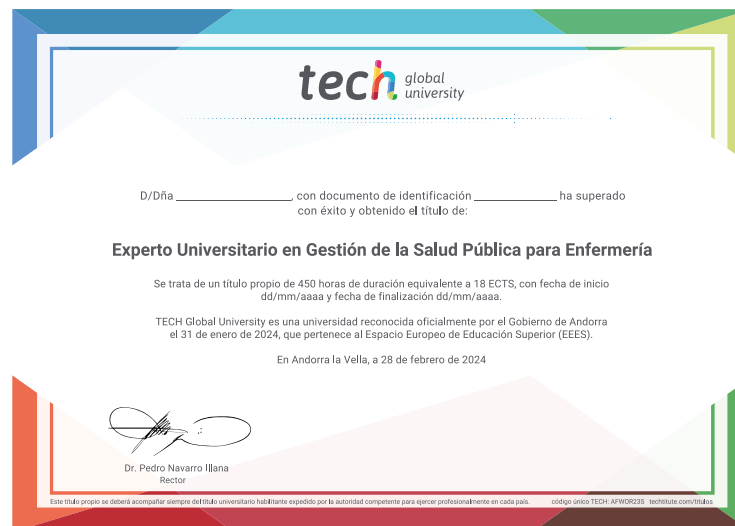 tech global university
D/Dña ____________________, con documento de identificación ______________ ha superado
con éxito y obtenido el título de:
Experto Universitario en Gestión de la Salud Pública para Enfermería
Se trata de un título propio de 450 horas de duración equivalente a 18 ECTS, con fecha de inicio
dd/mm/aaaa y fecha de finalización dd/mm/aaaa.
TECH Global University es una universidad reconocida oficialmente por el Gobierno de Andorra
el 31 de enero de 2024, que pertenece al Espacio Europeo de Educación Superior (EEES).
En Andorra la Vella, a 28 de febrero de 2024
Dr. Pedro Navarro Illana
Rector
Este título propio se deberá acompañar siempre del título universitario habilitante expedido por la autoridad competente para ejercer profesionalmente en cada país. código único TECH: AFWOR23S techtitute.com/titulos